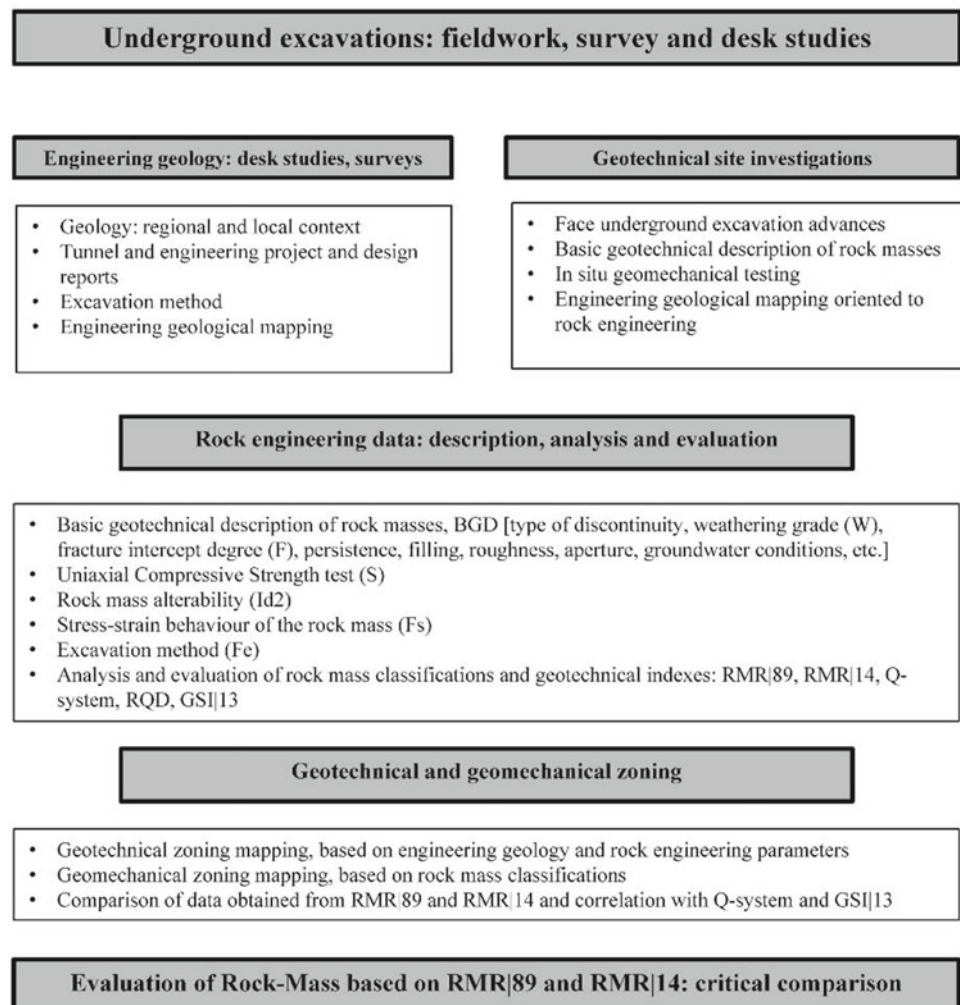 Underground excavations: fieldwork, survey and desk studies
Engineering geology: desk studies, surveys
• Geology: regional and local context
• Tunnel and engineering project and design
reports
• Excavation method
• Engineering geological mapping
Geotechnical site investigations
• Face underground excavation advances
• Basic geotechnical description of rock masses
• In situ geomechanical testing
• Engineering geological mapping oriented to
rock engineering
Rock engineering data: description, analysis and evaluation
• Basic geotechnical description of rock masses, BGD [type of discontinuity, weathering grade (W),
fracture intercept degree (F), persistence, filling, roughness, aperture, groundwater conditions, etc.]
• Uniaxial Compressive Strength test (S)
• Rock mass alterability (Id2)
• Stress-strain behaviour of the rock mass (Fs)
• Excavation method (Fe)
• Analysis and evaluation of rock mass classifications and geotechnical indexes: RMR|89, RMR|14, Q-
system, RQD, GSI|13
Geotechnical and geomechanical zoning
• Geotechnical zoning mapping, based on engineering geology and rock engineering parameters
• Geomechanical zoning mapping, based on rock mass classifications
• Comparison of data obtained from RMR|89 and RMR|14 and correlation with Q-system and GSI|13
Evaluation of Rock-Mass based on RMR|89 and RMR|14: critical comparison